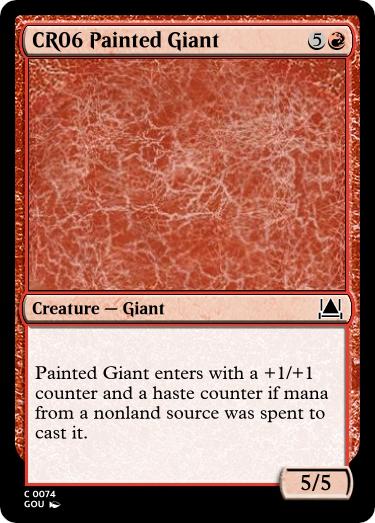 CR06 Painted Giant 5
Creature — Giant
Painted Giant enters with a +1/+1
counter and a haste counter if mana
from a nonland source was spent to
cast it.
5/5
C 0074
GOU